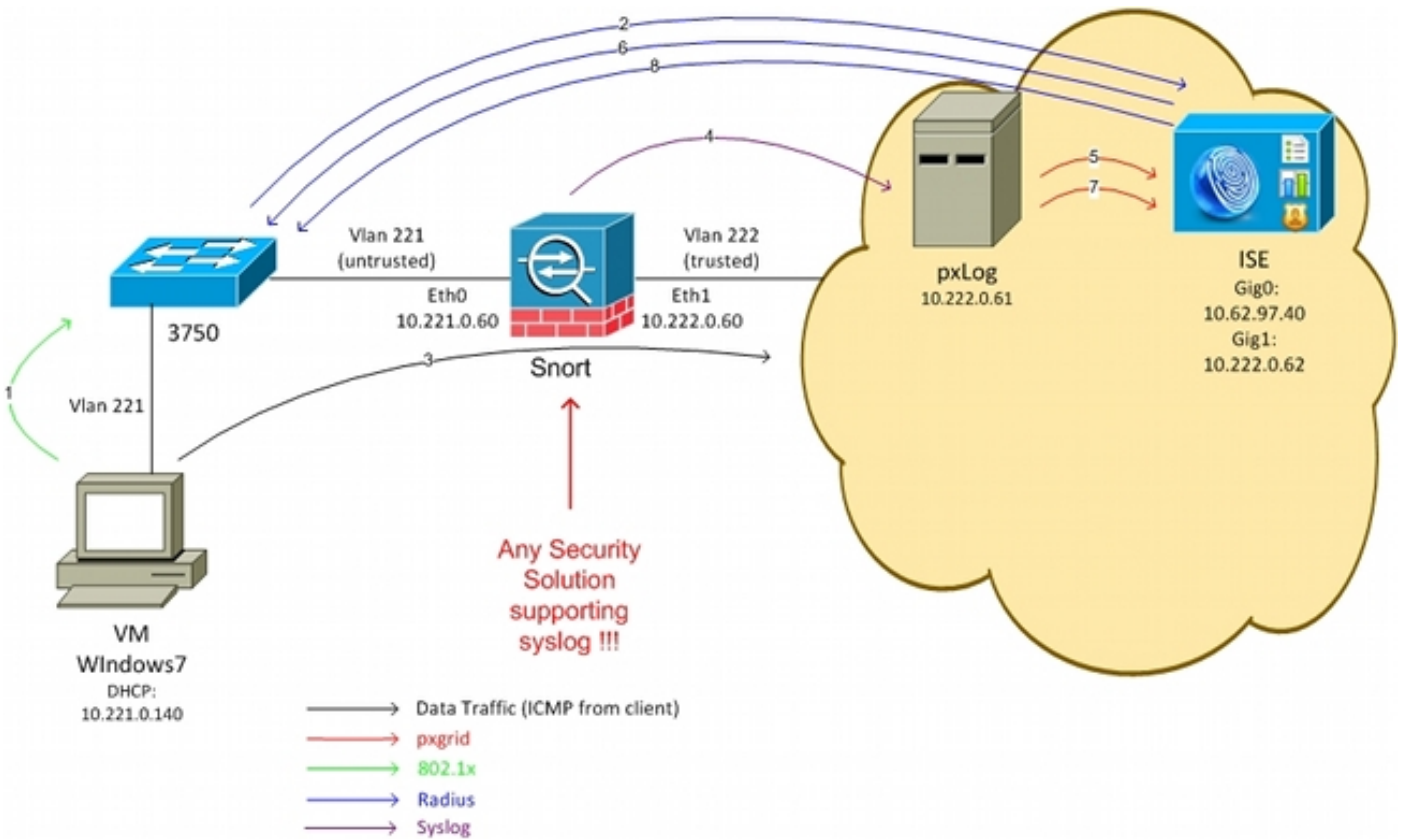 2
6
8
4
5
7
Vlan 221
(untrusted)
Vlan 222
(trusted)
pxLog
10.222.0.61
ISE
Gig0:
10.62.97.40
Gig1:
10.222.0.62
Eth0
10.221.0.60
Eth1
10.222.0.60
3750
3
Snort
1
Vlan 221
Any Security
Solution
supporting
syslog !!!
VM
WIndows7
DHCP:
10.221.0.140
Data Traffic (ICMP from client)
pxgrid
802.1x
Radius
Syslog